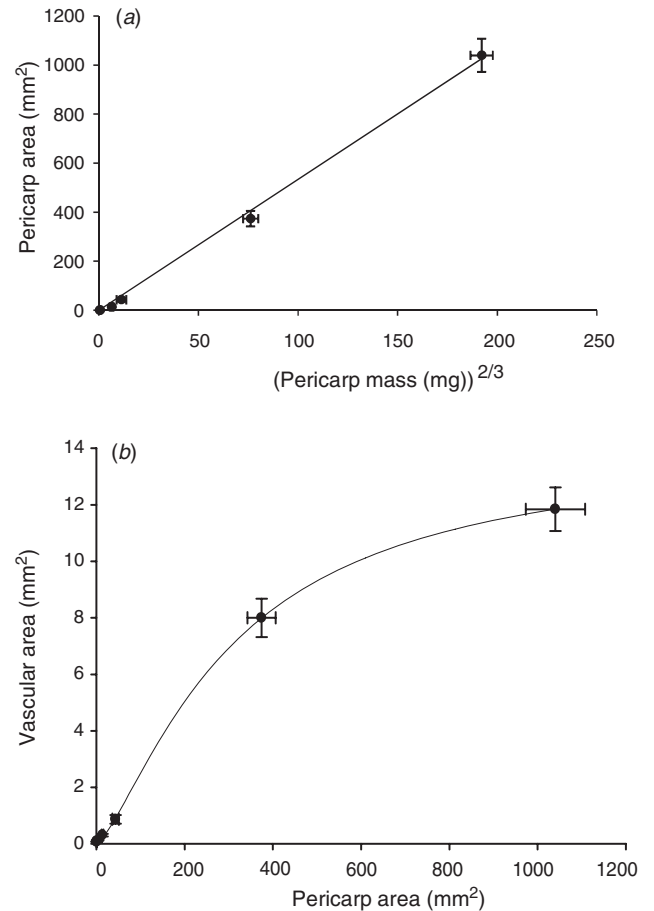 (a)
1200
1000
800
600
400
200
0
Pericarp area (mm²)
0 50 100 150 200 250
(Pericarp mass (mg)) 2/3
(b)
14
12
10
8
6
4
2
0
Vascular area (mm²)
0 200 400 600 800 1000 1200
Pericarp area (mm²)